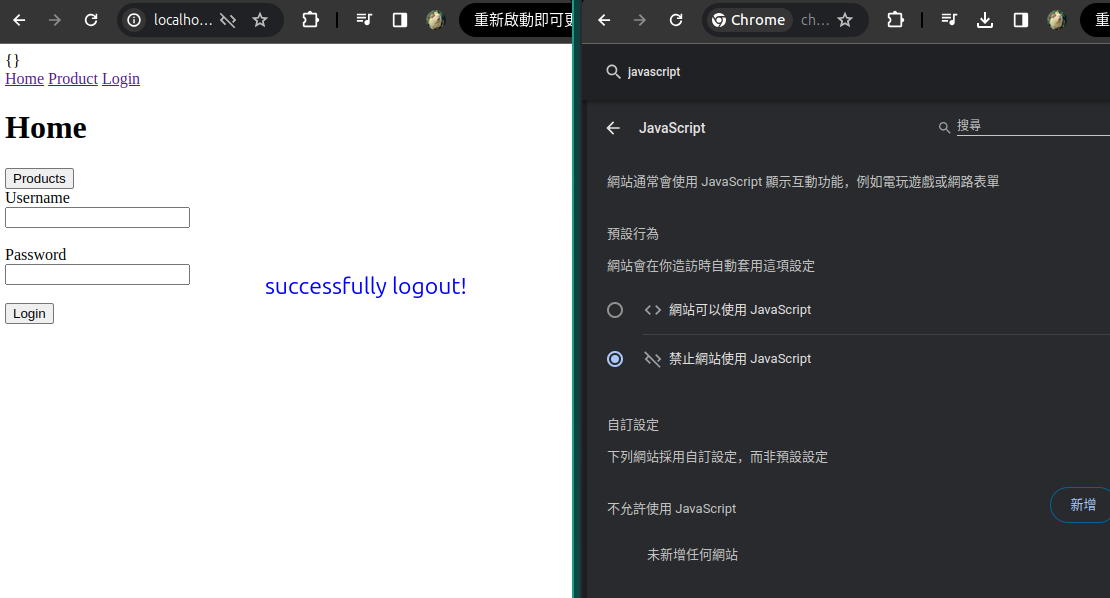 localho...
重新啟動即可更
{}
Home Product Login
Home
Products
Username
Password
successfully logout!
Login
Chrome ch...
重
javascript
JavaScript
搜尋
網站通常會使用 JavaScript 顯示互動功能，例如電玩遊戲或網路表單
預設行為
網站會在你造訪時自動套用這項設定
網站可以使用 JavaScript
禁止網站使用 JavaScript
自訂設定
下列網站採用自訂設定，而非預設設定
不允許使用 JavaScript
新增
未新增任何網站